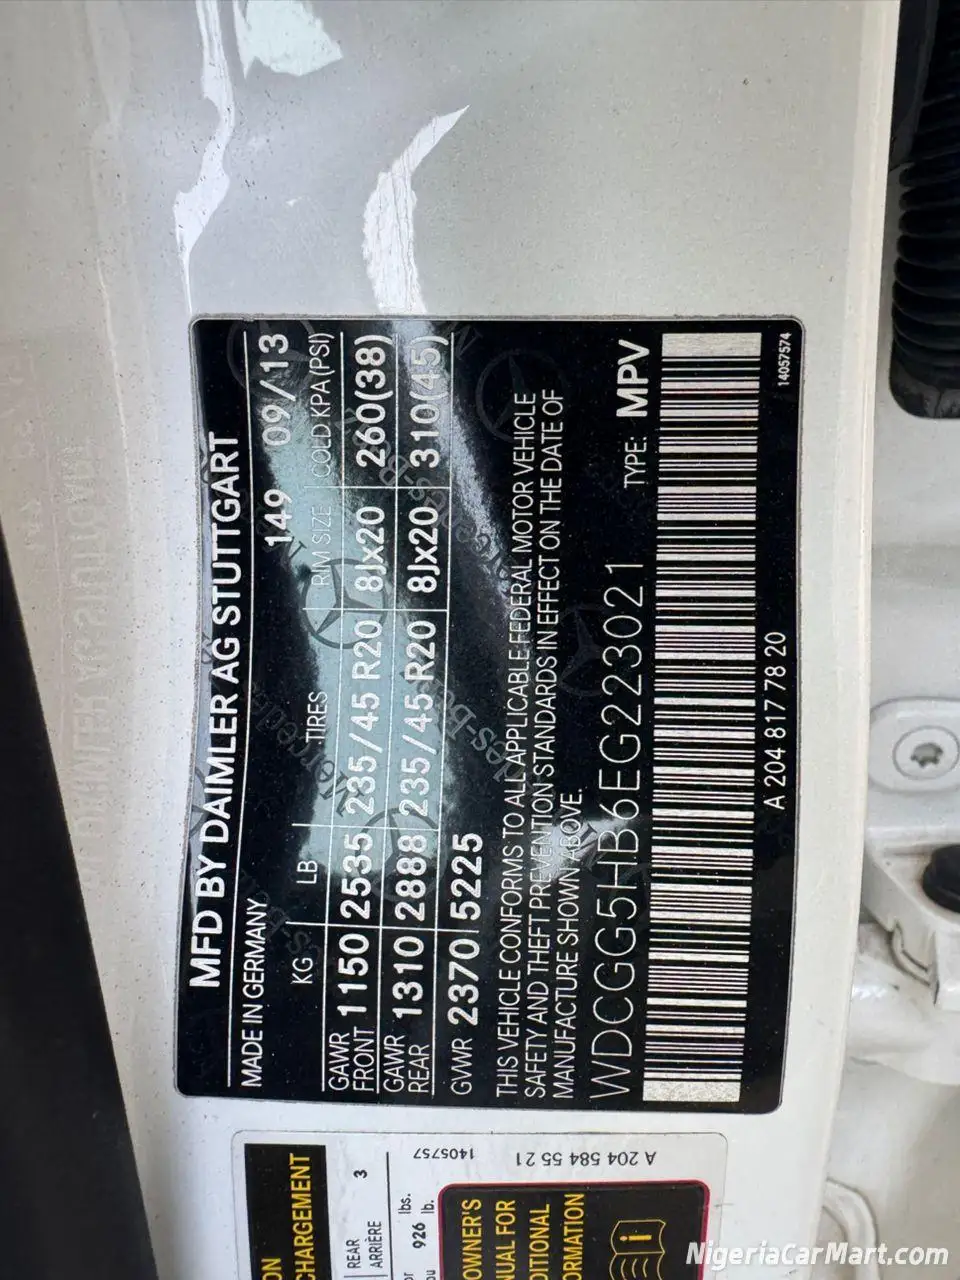 MFD BY DAIMLER AG STUTTGART
MADE IN GERMANY 149 09/13
KG LB TIRES RIM SIZE COLD KPA (PSI)
GAWR FRONT 1150 2535 235/45 R20 8Jx20 260(38)
GAWR REAR 1310 2888 235/45 R20 8Jx20 310(45)
GVWR 2370 5225
THIS VEHICLE CONFORMS TO ALL APPLICABLE FEDERAL MOTOR VEHICLE
SAFETY AND THEFT PREVENTION STANDARDS IN EFFECT ON THE DATE OF
MANUFACTURE SHOWN ABOVE.
WDCGG5HB6EG223021 TYPE: MPV
A 204 817 78 20
14057574
CHARGEMENT
REAR
ARRIÈRE
3
926
lbs.
lb.
OWNER'S
1405757
A 204 584 55 21
NigeriaCarMart.com